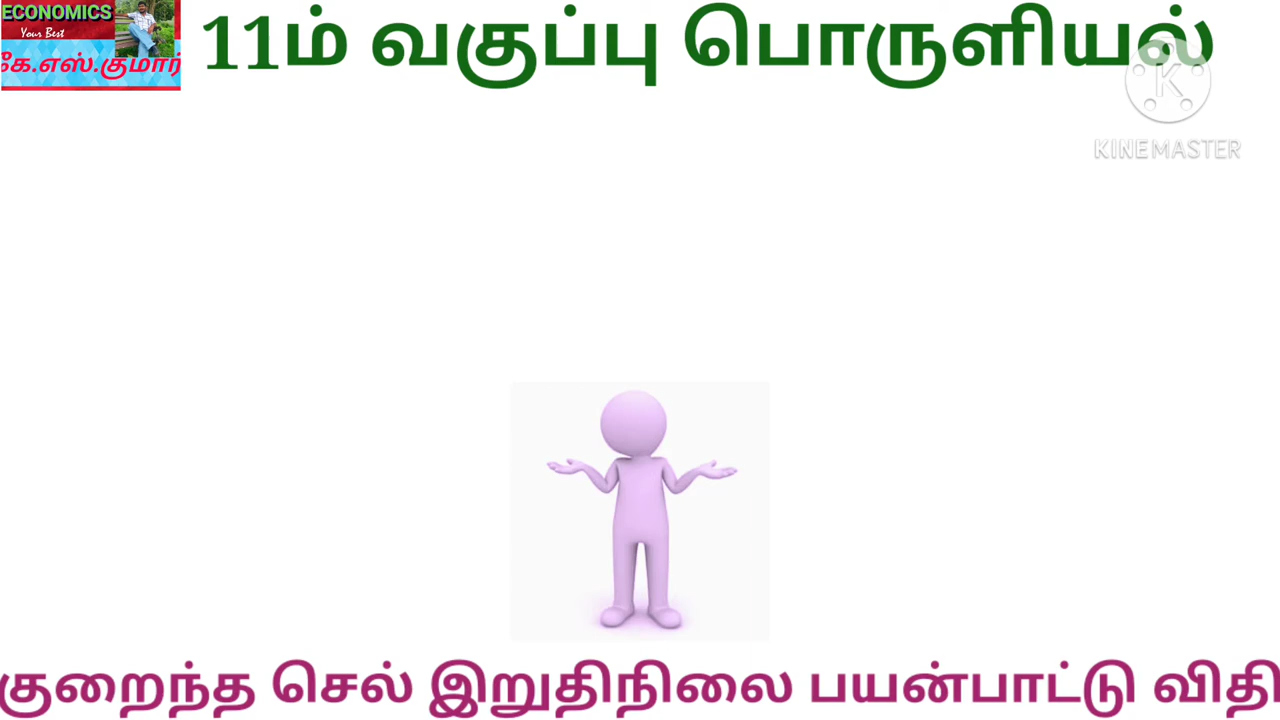 ECONOMICS
Your Best
கே.எஸ்.குமார்
11ம் வகுப்பு பொருளியல்
K
KINEMASTER
குறைந்த செல் இறுதிநிலை பயன்பாட்டு விதி